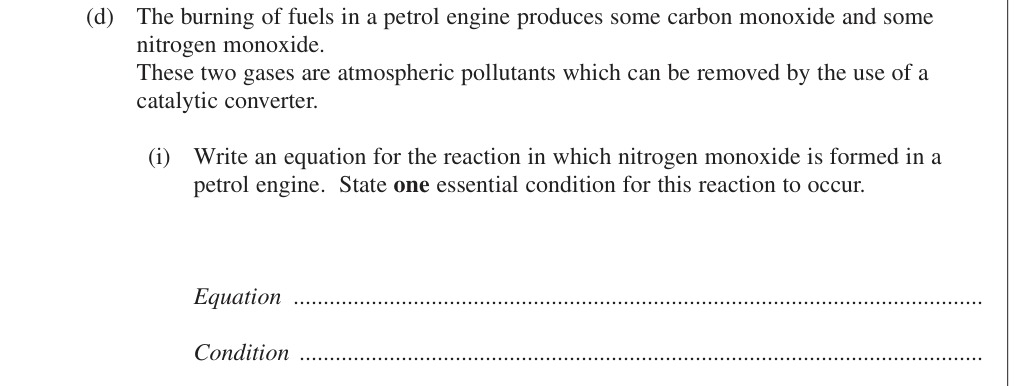 (d) The burning of fuels in a petrol engine produces some carbon monoxide and some
nitrogen monoxide.
These two gases are atmospheric pollutants which can be removed by the use of a
catalytic converter.
(i) Write an equation for the reaction in which nitrogen monoxide is formed in a
petrol engine. State one essential condition for this reaction to occur.
Equation ....................................................................................................................
Condition ...................................................................................................................